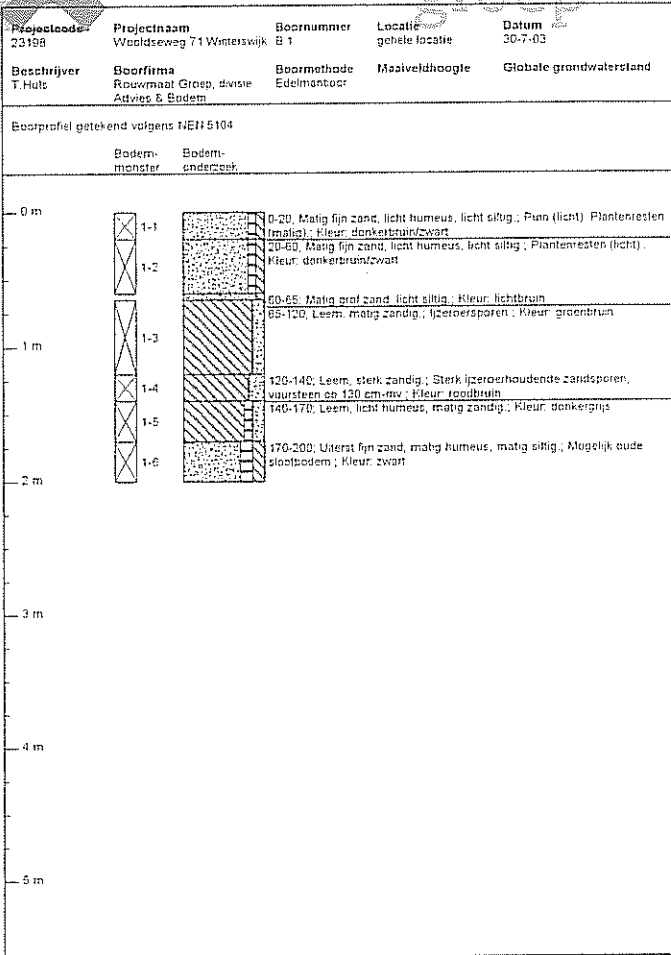 Projectcode Projectnaam Boornummer Locatie Datum
23198 Wooldseweg 71 Winterswijk B 1 gehele locatie 30-7-03
Beschrijver Boorfirma Boormethode Maaiveldhoogte Globale grondwaterstand
T.Huls Rouwmaat Groep, divisie Edelmanboor
Advies & Bodem
Boorprofiel getekend volgens NEN 5104
Bodem- Bodem-
monster onderzoek
0 m
1-1 0-20, Matig fijn zand, licht humeus, licht siltig.; Puin (licht) Plantenresten
(matig).; Kleur: donkerbruin/zwart
1-2 20-60, Matig fijn zand, licht humeus, licht siltig ; Plantenresten (licht) .
Kleur: donkerbruin/zwart
60-65: Matig grof zand, licht siltig.; Kleur: lichtbruin
65-120, Leem, matig zandig.; Ijzeroersporen ; Kleur: groenbruin
1 m
1-3
1-4 120-140; Leem, sterk zandig.; Sterk ijzeroerhoudende zandsporen,
vuursteen op 130 cm-mv ; Kleur: roodbruin
1-5 140-170; Leem, licht humeus, matig zandig.; Kleur: donkergrijs
1-6 170-200; Uiterst fijn zand, matig humeus, matig siltig.; Mogelijk oude
slootbodem ; Kleur: zwart
2 m
3 m
4 m
5 m